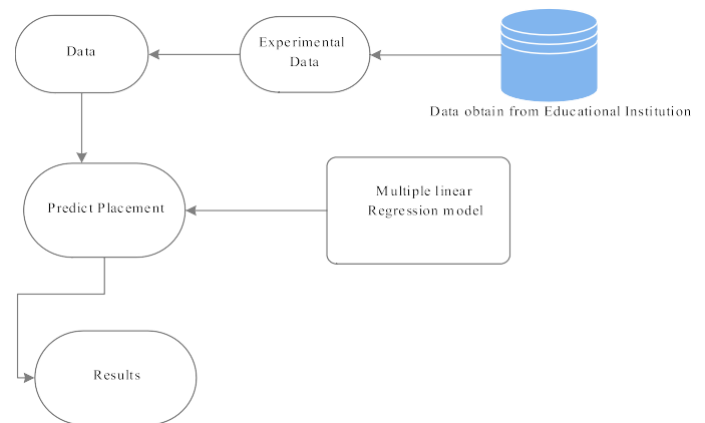 Data
Experimental
Data
Data obtain from Educational Institution
Predict Placement
Multiple linear
Regression model
Results